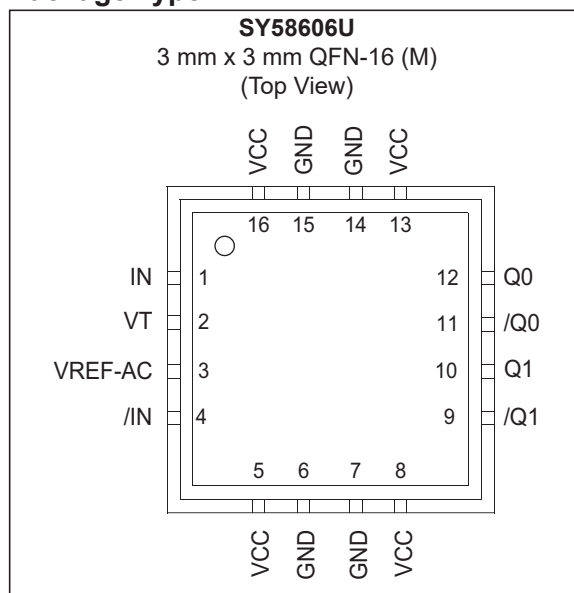 SY58606U
3 mm x 3 mm QFN-16 (M)
(Top View)
VCC GND GND VCC
16 15 14 13
IN 1 12 Q0
VT 2 11 /Q0
VREF-AC 3 10 Q1
/IN 4 9 /Q1
5 6 7 8
VCC GND GND VCC